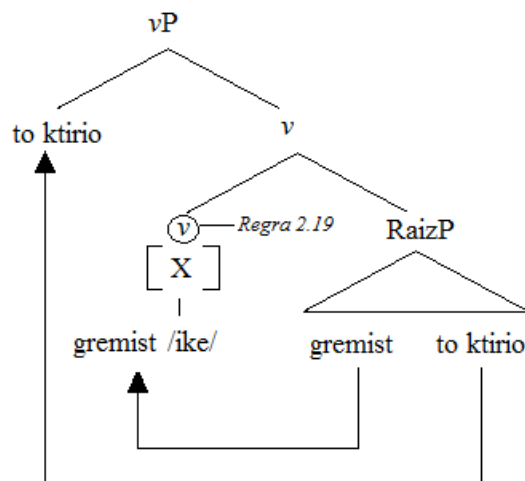 vP
to ktirio
v
v
Regra 2.19
RaizP
X
gremist /ike/
gremist
to ktirio